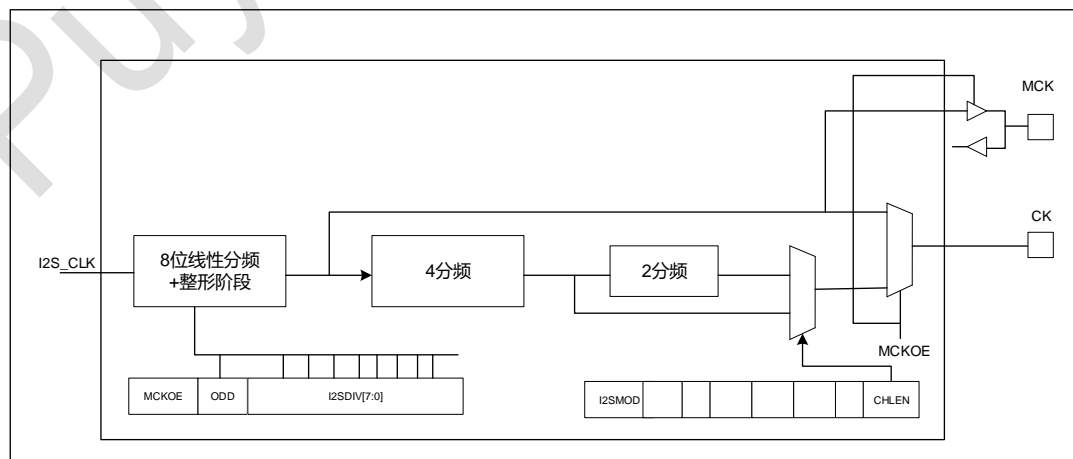 Puy
MCK
CK
I2S_CLK
8位线性分频
+整形阶段
4分频
2分频
MCKOE
MCKOE
ODD
I2SDIV[7:0]
I2SMOD
CHLEN